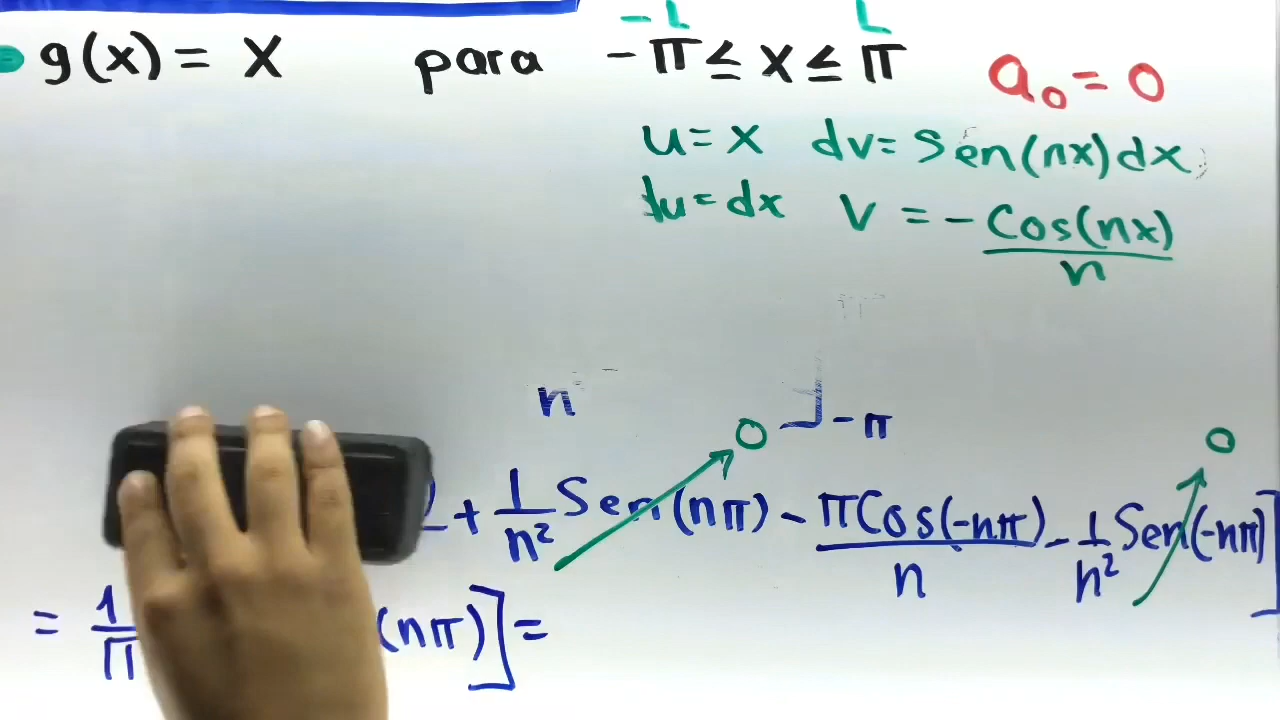 -L L
g(x) = X para -π ≤ x ≤ π a₀ = 0
u = x dv = Sen(nx)dx
du = dx V = -Cos(nx)/n
n
0 ]-π 0
+ 1/n² Sen(nπ) - πCos(-nπ)/n - 1/n² Sen(-nπ)]
= 1/π (nπ)] =